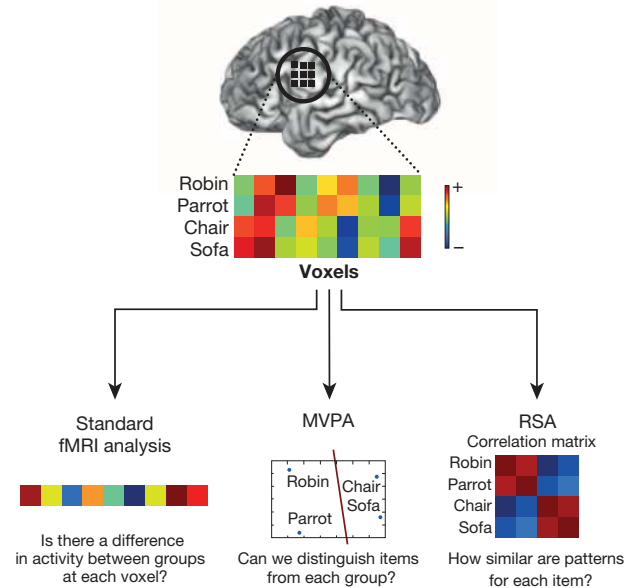 Robin
Parrot
Chair
Sofa
+
−
Voxels
Standard
fMRI analysis
Is there a difference
in activity between groups
at each voxel?
MVPA
Robin
Chair
Sofa
Parrot
Can we distinguish items
from each group?
RSA
Correlation matrix
Robin
Parrot
Chair
Sofa
How similar are patterns
for each item?